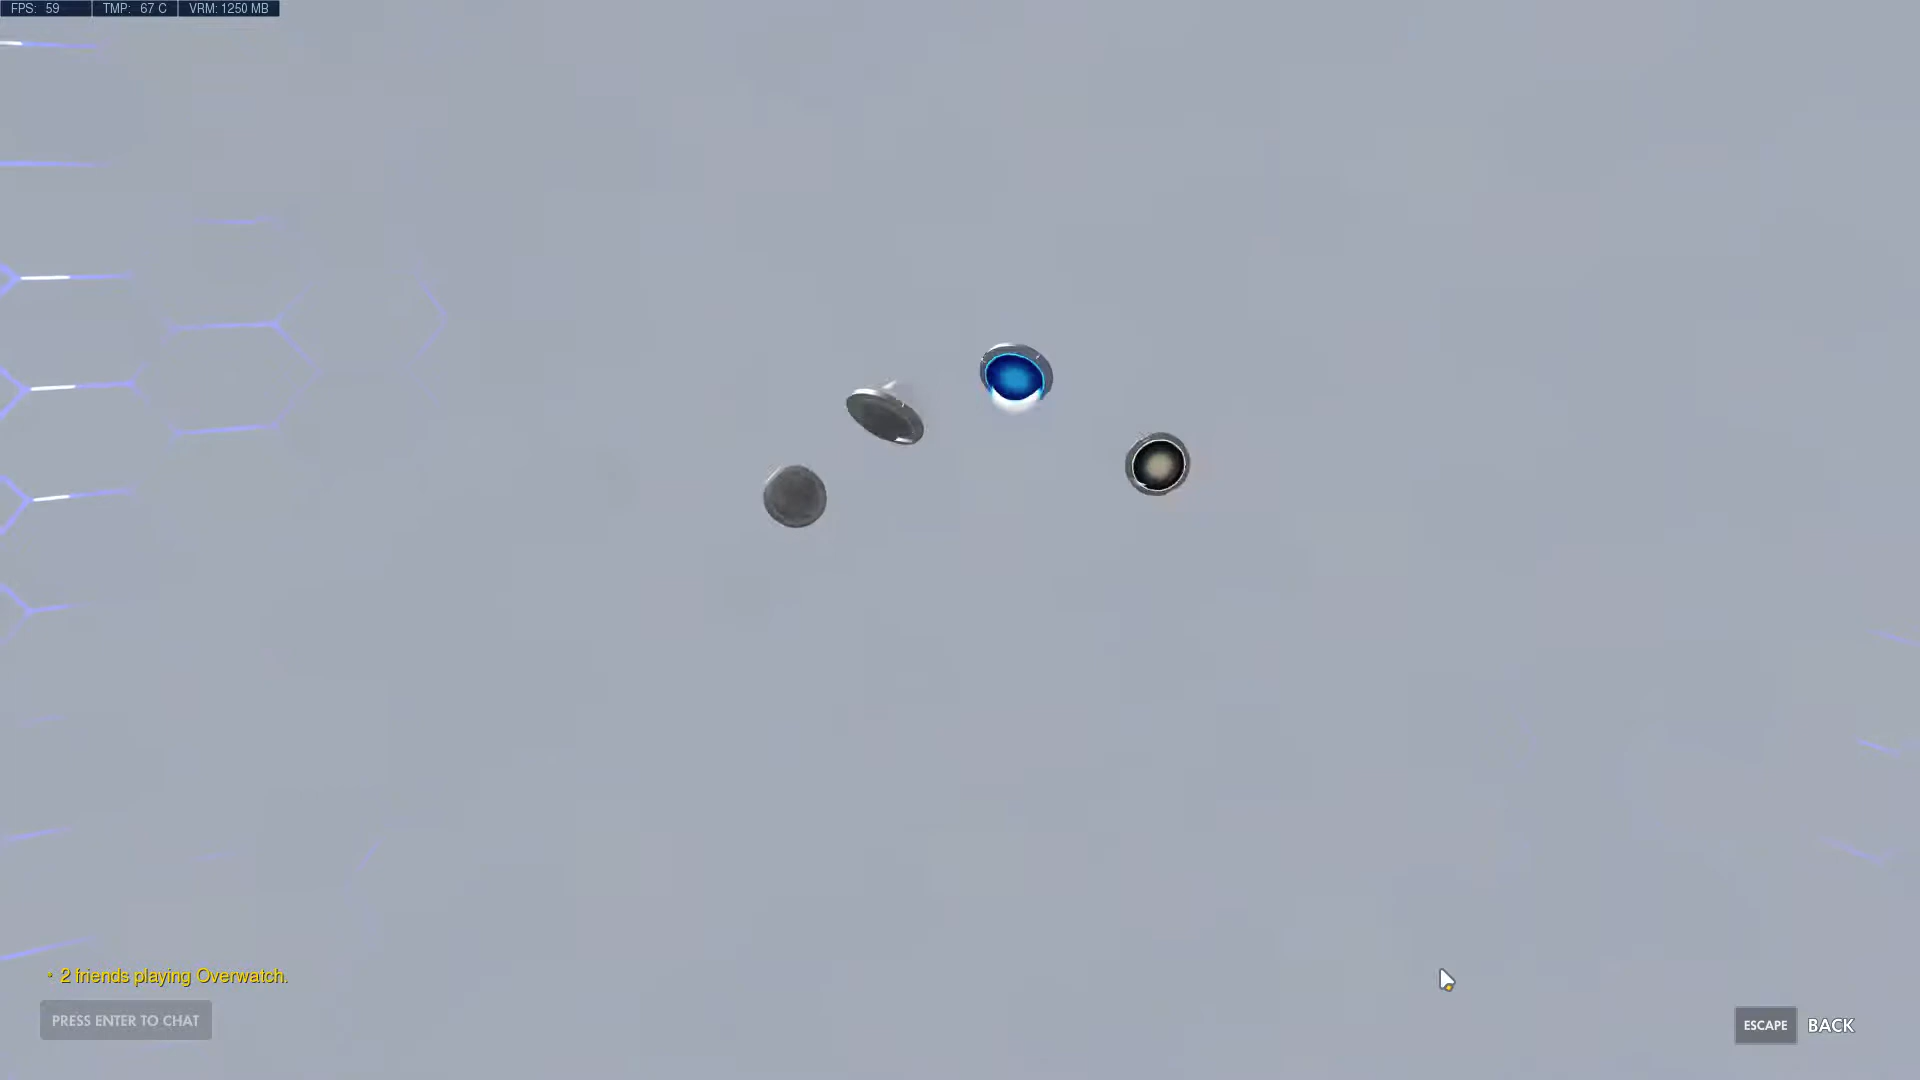 FPS: 59 TMP: 67 C VRM: 1250 MB
• 2 friends playing Overwatch.
PRESS ENTER TO CHAT
ESCAPE BACK